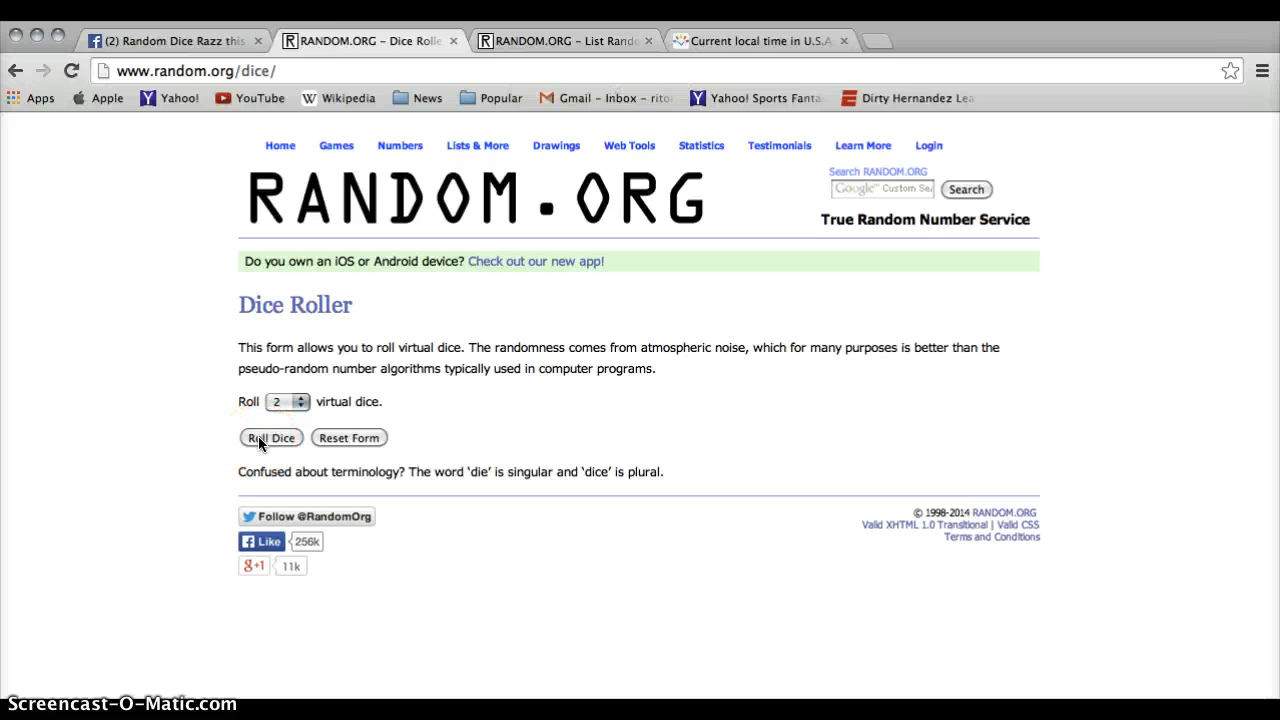 (2) Random Dice Razz this
RANDOM.ORG - Dice Rolle
RANDOM.ORG - List Rando
Current local time in U.S.A
www.random.org/dice/
Apps Apple Yahoo! YouTube Wikipedia News Popular Gmail - Inbox - rito Yahoo! Sports Fanta Dirty Hernandez Lea
Home Games Numbers Lists & More Drawings Web Tools Statistics Testimonials Learn More Login
RANDOM.ORG
Search RANDOM.ORG
Google™ Custom Sea Search
True Random Number Service
Do you own an iOS or Android device? Check out our new app!
Dice Roller
This form allows you to roll virtual dice. The randomness comes from atmospheric noise, which for many purposes is better than the
pseudo-random number algorithms typically used in computer programs.
Roll 2 virtual dice.
Roll Dice Reset Form
Confused about terminology? The word ‘die’ is singular and ‘dice’ is plural.
Follow @RandomOrg
Like 256k
g+1 11k
© 1998-2014 RANDOM.ORG
Valid XHTML 1.0 Transitional | Valid CSS
Terms and Conditions
Screencast-O-Matic.com